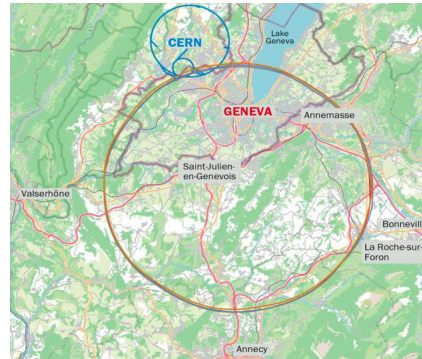 Lake
Geneva
CERN
GENEVA
Annemasse
Saint-Julien-
en-Genevois
Valserhône
Bonnevill
La Roche-sur-
Foron
Annecy